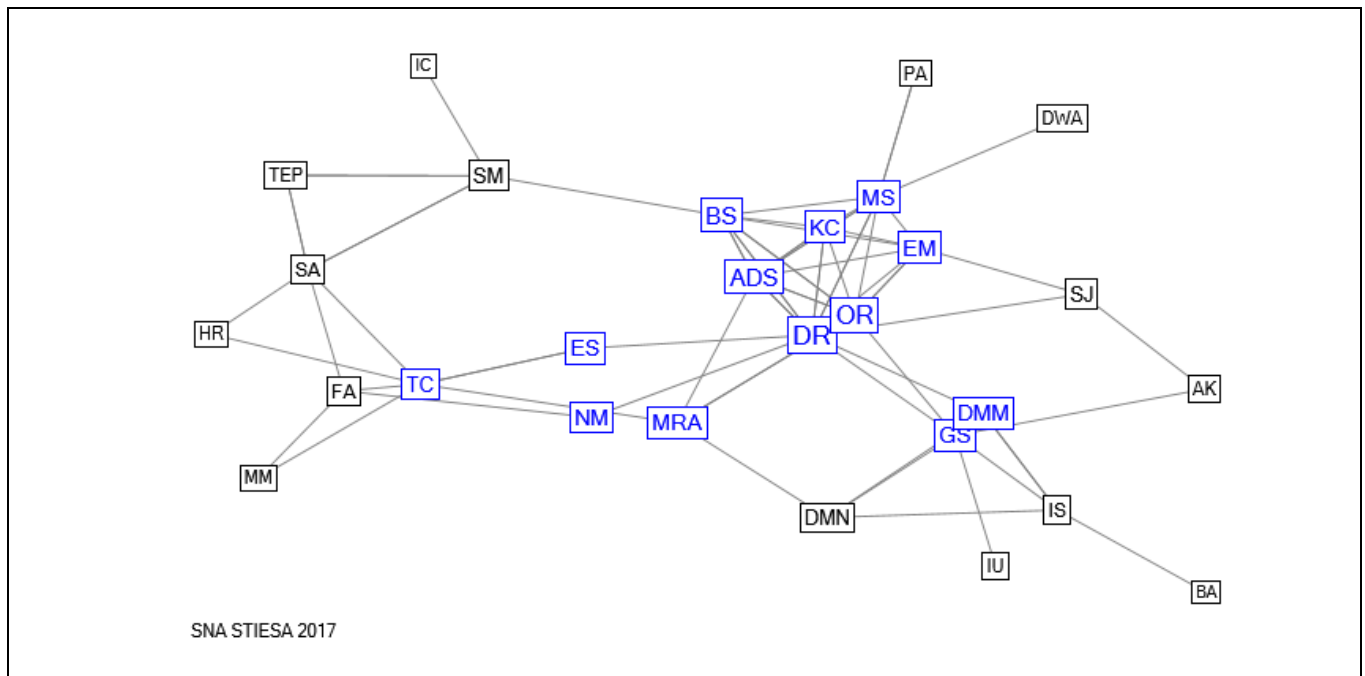 IC
PA
DWA
TEP
SM
MS
BS
KC
EM
SA
ADS
SJ
OR
HR
DR
ES
TC
FA
AK
NM
MRA
DMM
GS
MM
DMN
IS
IU
BA
SNA STIESA 2017